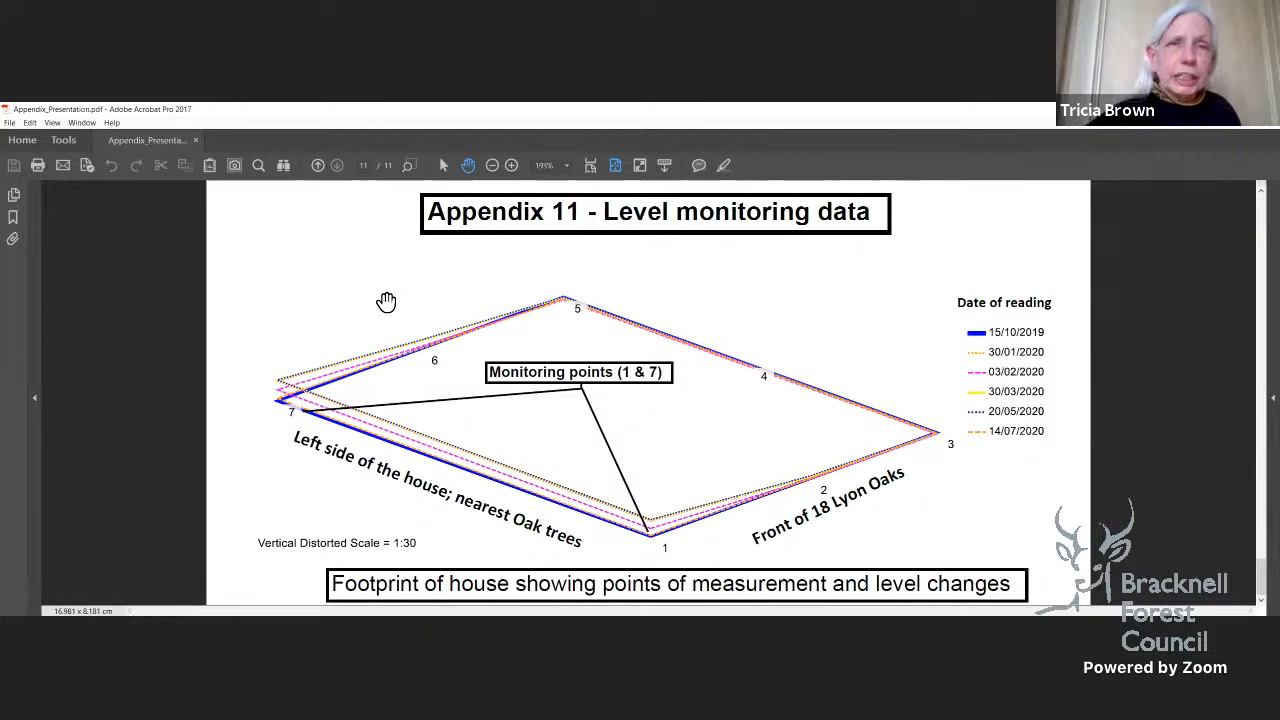 Tricia Brown
Appendix_Presentation.pdf - Adobe Acrobat Pro 2017
File Edit View Window Help
Home Tools Appendix_Presenta... ×
11 / 11 193%
Appendix 11 - Level monitoring data
Date of reading
15/10/2019
30/01/2020
03/02/2020
30/03/2020
20/05/2020
14/07/2020
5
6
Monitoring points (1 & 7)
4
7
3
Left side of the house; nearest Oak trees
2
Front of 18 Lyon Oaks
1
Vertical Distorted Scale = 1:30
Footprint of house showing points of measurement and level changes
16.981 x 8.181 cm
Bracknell
Forest
Council
Powered by Zoom